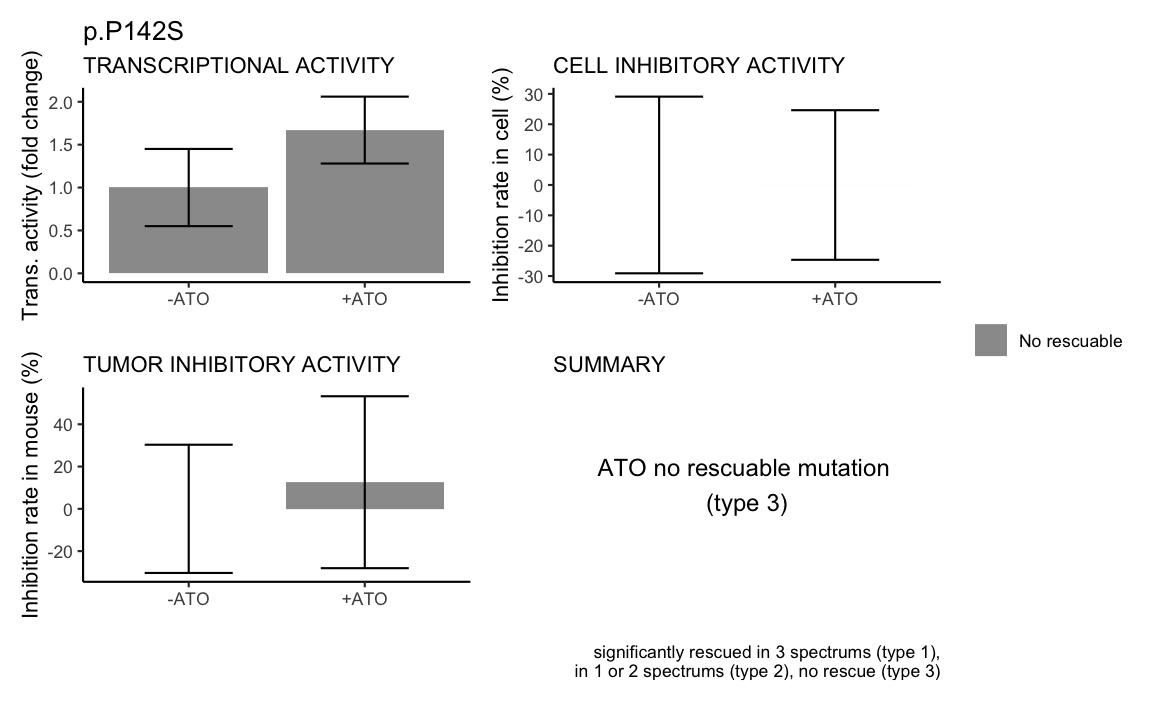 p.P142S
TRANSCRIPTIONAL ACTIVITY
Trans. activity (fold change)
2.0
1.5
1.0
0.5
0.0
-ATO
+ATO
CELL INHIBITORY ACTIVITY
Inhibition rate in cell (%)
30
20
10
0
-10
-20
-30
-ATO
+ATO
No rescuable
TUMOR INHIBITORY ACTIVITY
Inhibition rate in mouse (%)
40
20
0
-20
-ATO
+ATO
SUMMARY
ATO no rescuable mutation
(type 3)
significantly rescued in 3 spectrums (type 1),
in 1 or 2 spectrums (type 2), no rescue (type 3)